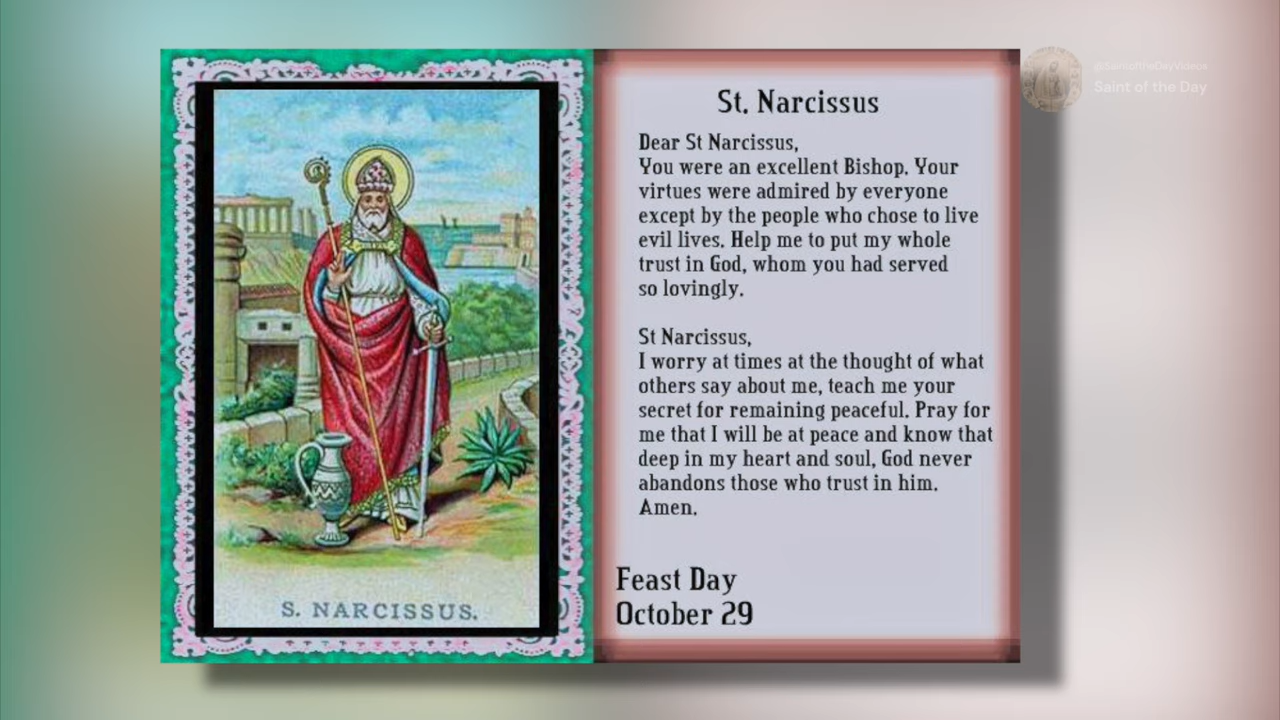 S. NARCISSUS.
St. Narcissus
Dear St Narcissus,
You were an excellent Bishop. Your
virtues were admired by everyone
except by the people who chose to live
evil lives. Help me to put my whole
trust in God, whom you had served
so lovingly.
St Narcissus,
I worry at times at the thought of what
others say about me, teach me your
secret for remaining peaceful. Pray for
me that I will be at peace and know that
deep in my heart and soul, God never
abandons those who trust in him.
Amen.
Feast Day
October 29
@SaintoftheDayVideos
Saint of the Day